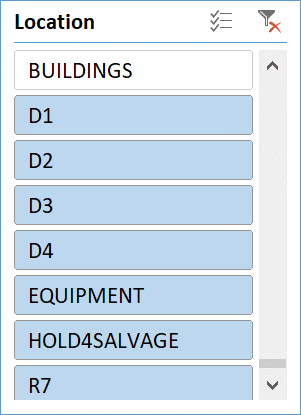 Location
BUILDINGS
D1
D2
D3
D4
EQUIPMENT
HOLD4SALVAGE
R7